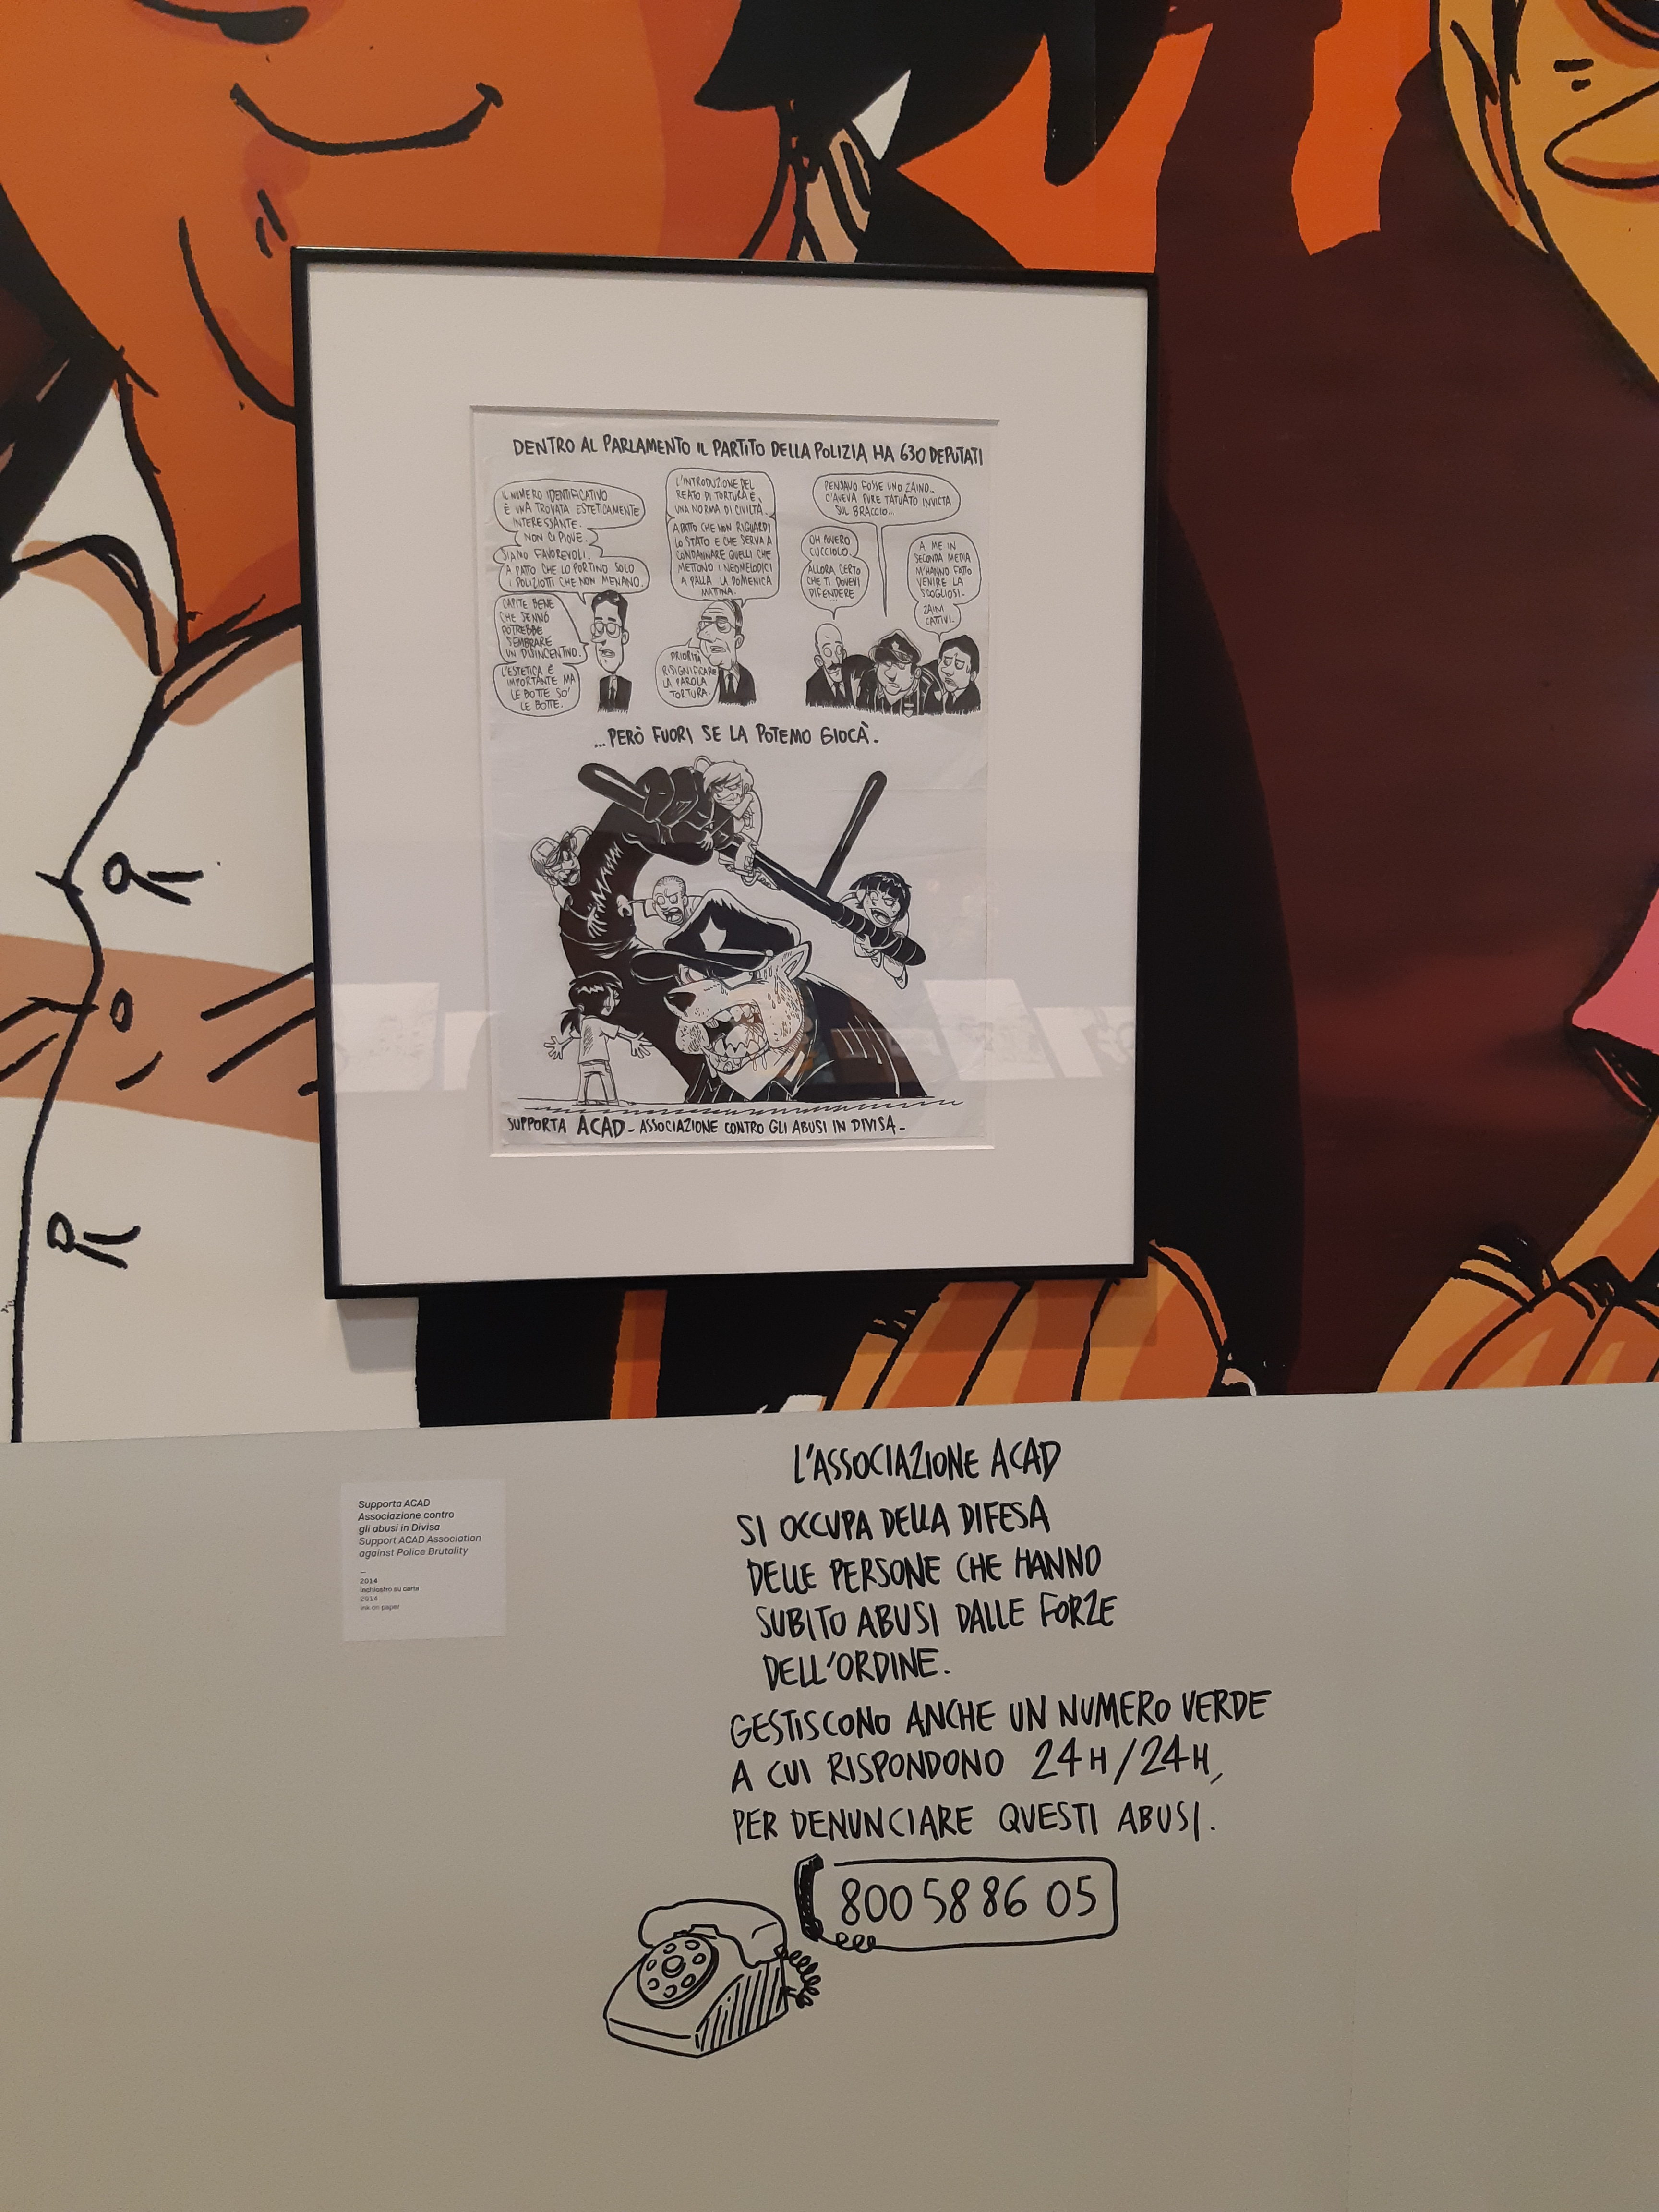 DENTRO AL PARLAMENTO IL PARTITO DELLA POLIZIA HA 630 DEPUTATI
IL NUMERO IDENTIFICATIVO
È UNA TROVATA ESTETICAMENTE
INTERESSANTE.
NON CI PIOVE.
SIAMO FAVOREVOLI.
A PATTO CHE LO PORTINO SOLO
I POLIZIOTTI CHE NON MENANO.
CAPITE BENE
CHE SENNÒ
POTREBBE
SEMBRARE
UN DISINCENTIVO.
L'ESTETICA È
IMPORTANTE MA
LE BOTTE SO'
LE BOTTE.
L'INTRODUZIONE DEL
REATO DI TORTURA È
UNA NORMA DI CIVILTÀ.
A PATTO CHE NON RIGUARDI
LO STATO E CHE SERVA A
CONDANNARE QUELLI CHE
METTONO I NEOMELODICI
A PALLA LA DOMENICA
MATINA.
PRIORITÀ
RISIGNIFICARE
LA PAROLA
TORTURA.
PENSAVO FOSSE UNO ZAINO...
C'AVEVA PURE TATUATO INVICTA
SUL BRACCIO...
OH POVERO
CUCCIOLO.
ALLORA CERTO
CHE TI DOVEVI
DIFENDERE
A ME IN
SECONDA MEDIA
M'HANNO FATTO
VENIRE LA
SCOGLIOSI.
ZAINI
CATTIVI.
...PERÒ FUORI SE LA POTEMO GIOCÀ.
SUPPORTA ACAD - ASSOCIAZIONE CONTRO GLI ABUSI IN DIVISA -
Supporta ACAD
Associazione contro
gli abusi in Divisa
Support ACAD Association
against Police Brutality
—
2014
inchiostro su carta
2014
ink on paper
L'ASSOCIAZIONE ACAD
SI OCCUPA DELLA DIFESA
DELLE PERSONE CHE HANNO
SUBITO ABUSI DALLE FORZE
DELL'ORDINE.
GESTISCONO ANCHE UN NUMERO VERDE
A CUI RISPONDONO 24H/24H,
PER DENUNCIARE QUESTI ABUSI.
800 58 86 05